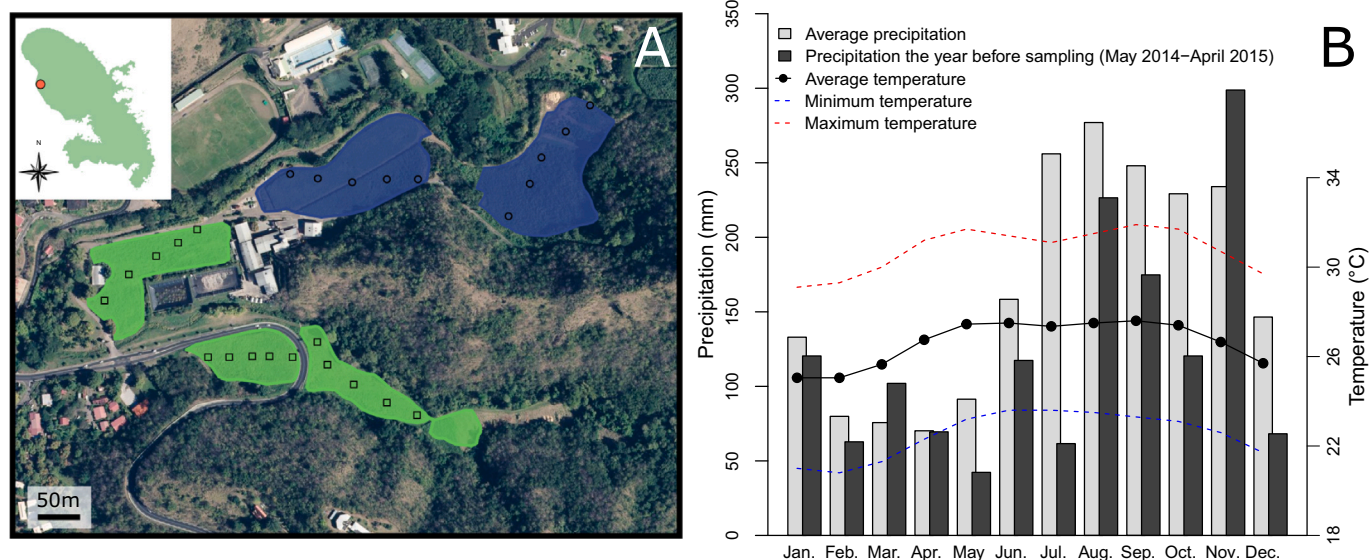 A
N
50m
B
Average precipitation
Precipitation the year before sampling (May 2014−April 2015)
Average temperature
Minimum temperature
Maximum temperature
Precipitation (mm)
350
300
250
200
150
100
50
0
Temperature (°C)
34
30
26
22
18
Jan. Feb. Mar. Apr. May Jun. Jul. Aug. Sep. Oct. Nov. Dec.